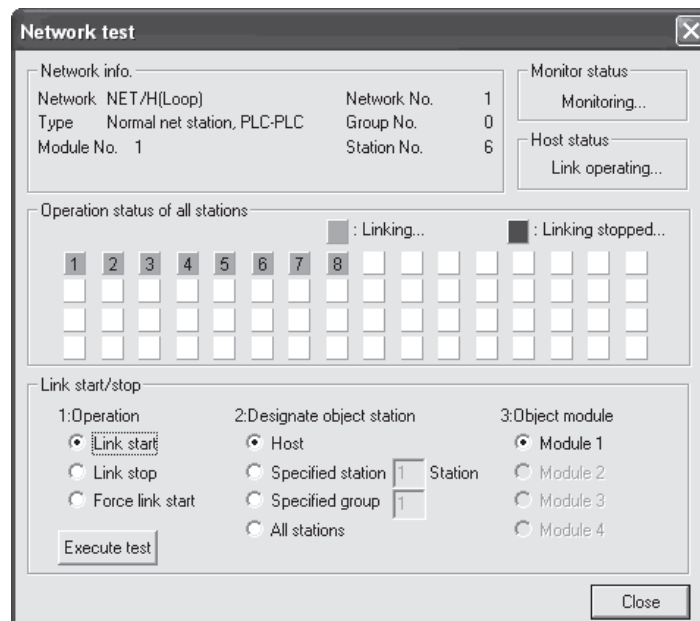 Network test
Network info.
Network NET/H(Loop) Network No. 1
Type Normal net station, PLC-PLC Group No. 0
Module No. 1 Station No. 6
Monitor status
Monitoring...
Host status
Link operating...
Operation status of all stations
: Linking... : Linking stopped...
1 2 3 4 5 6 7 8
Link start/stop
1:Operation 2:Designate object station 3:Object module
Link start Host Module 1
Link stop Specified station 1 Station Module 2
Force link start Specified group 1 Module 3
All stations Module 4
Execute test
Close